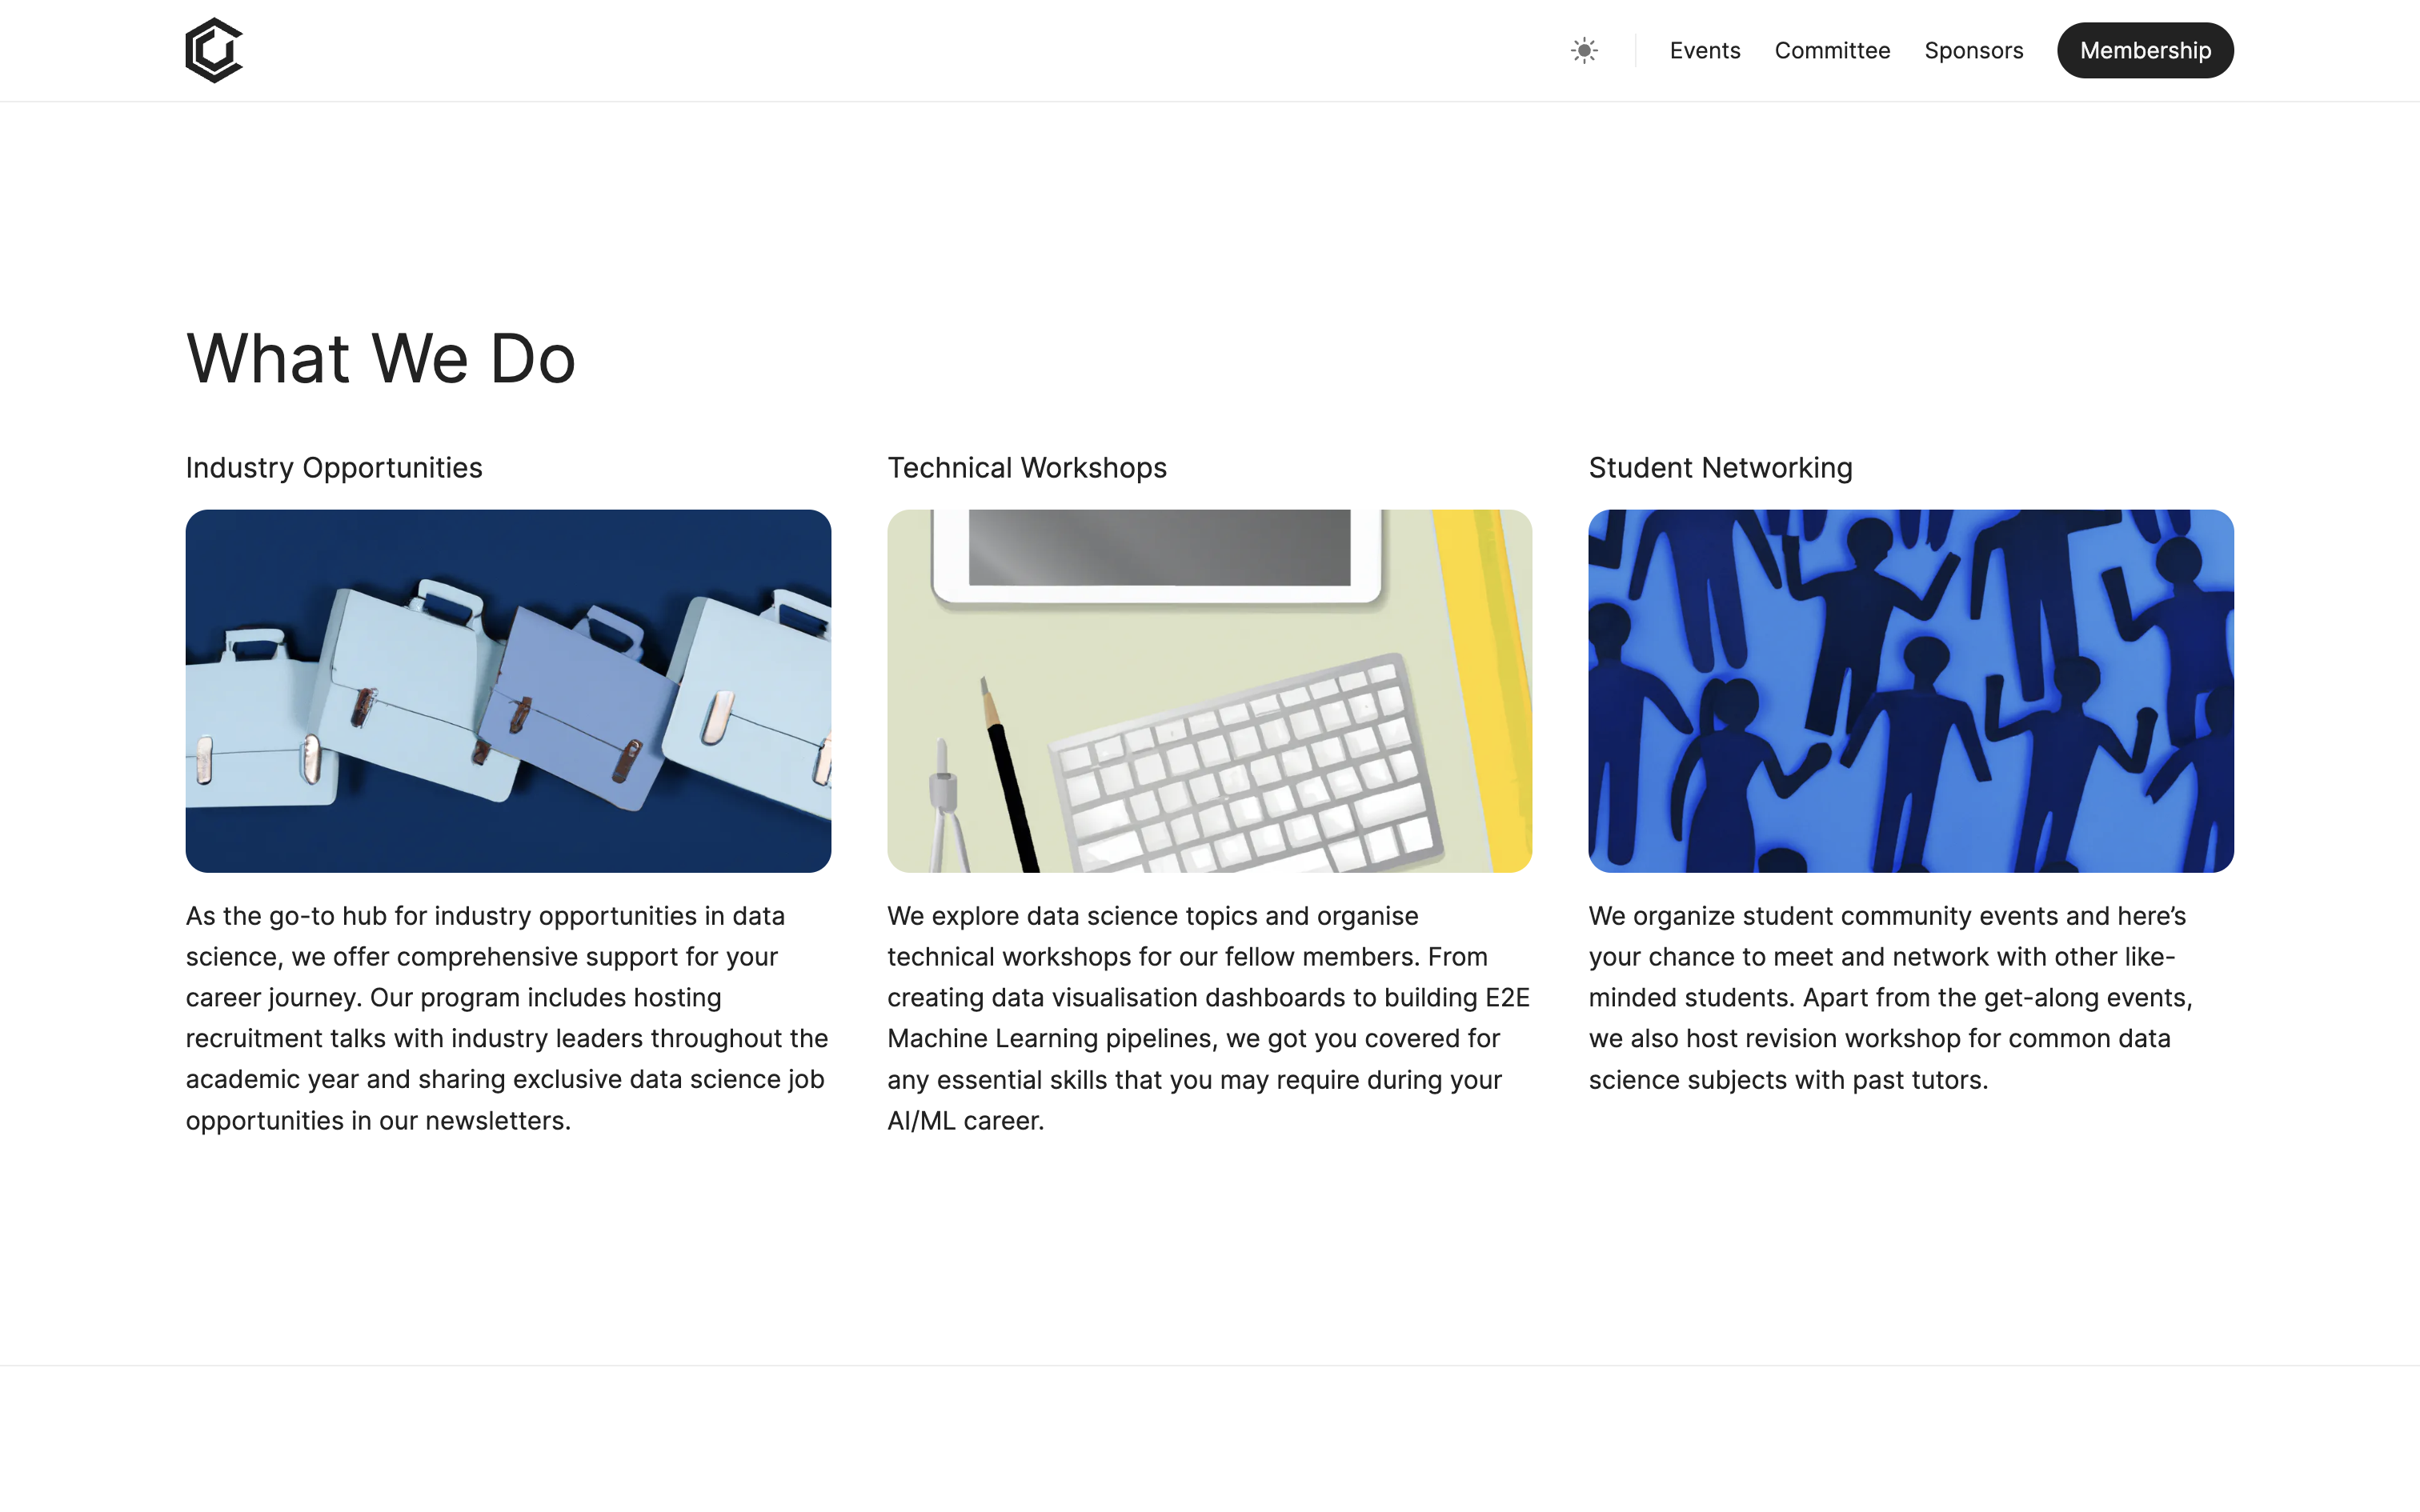 Events Committee Sponsors Membership
What We Do
Industry Opportunities
As the go-to hub for industry opportunities in data
science, we offer comprehensive support for your
career journey. Our program includes hosting
recruitment talks with industry leaders throughout the
academic year and sharing exclusive data science job
opportunities in our newsletters.
Technical Workshops
We explore data science topics and organise
technical workshops for our fellow members. From
creating data visualisation dashboards to building E2E
Machine Learning pipelines, we got you covered for
any essential skills that you may require during your
AI/ML career.
Student Networking
We organize student community events and here’s
your chance to meet and network with other like-
minded students. Apart from the get-along events,
we also host revision workshop for common data
science subjects with past tutors.